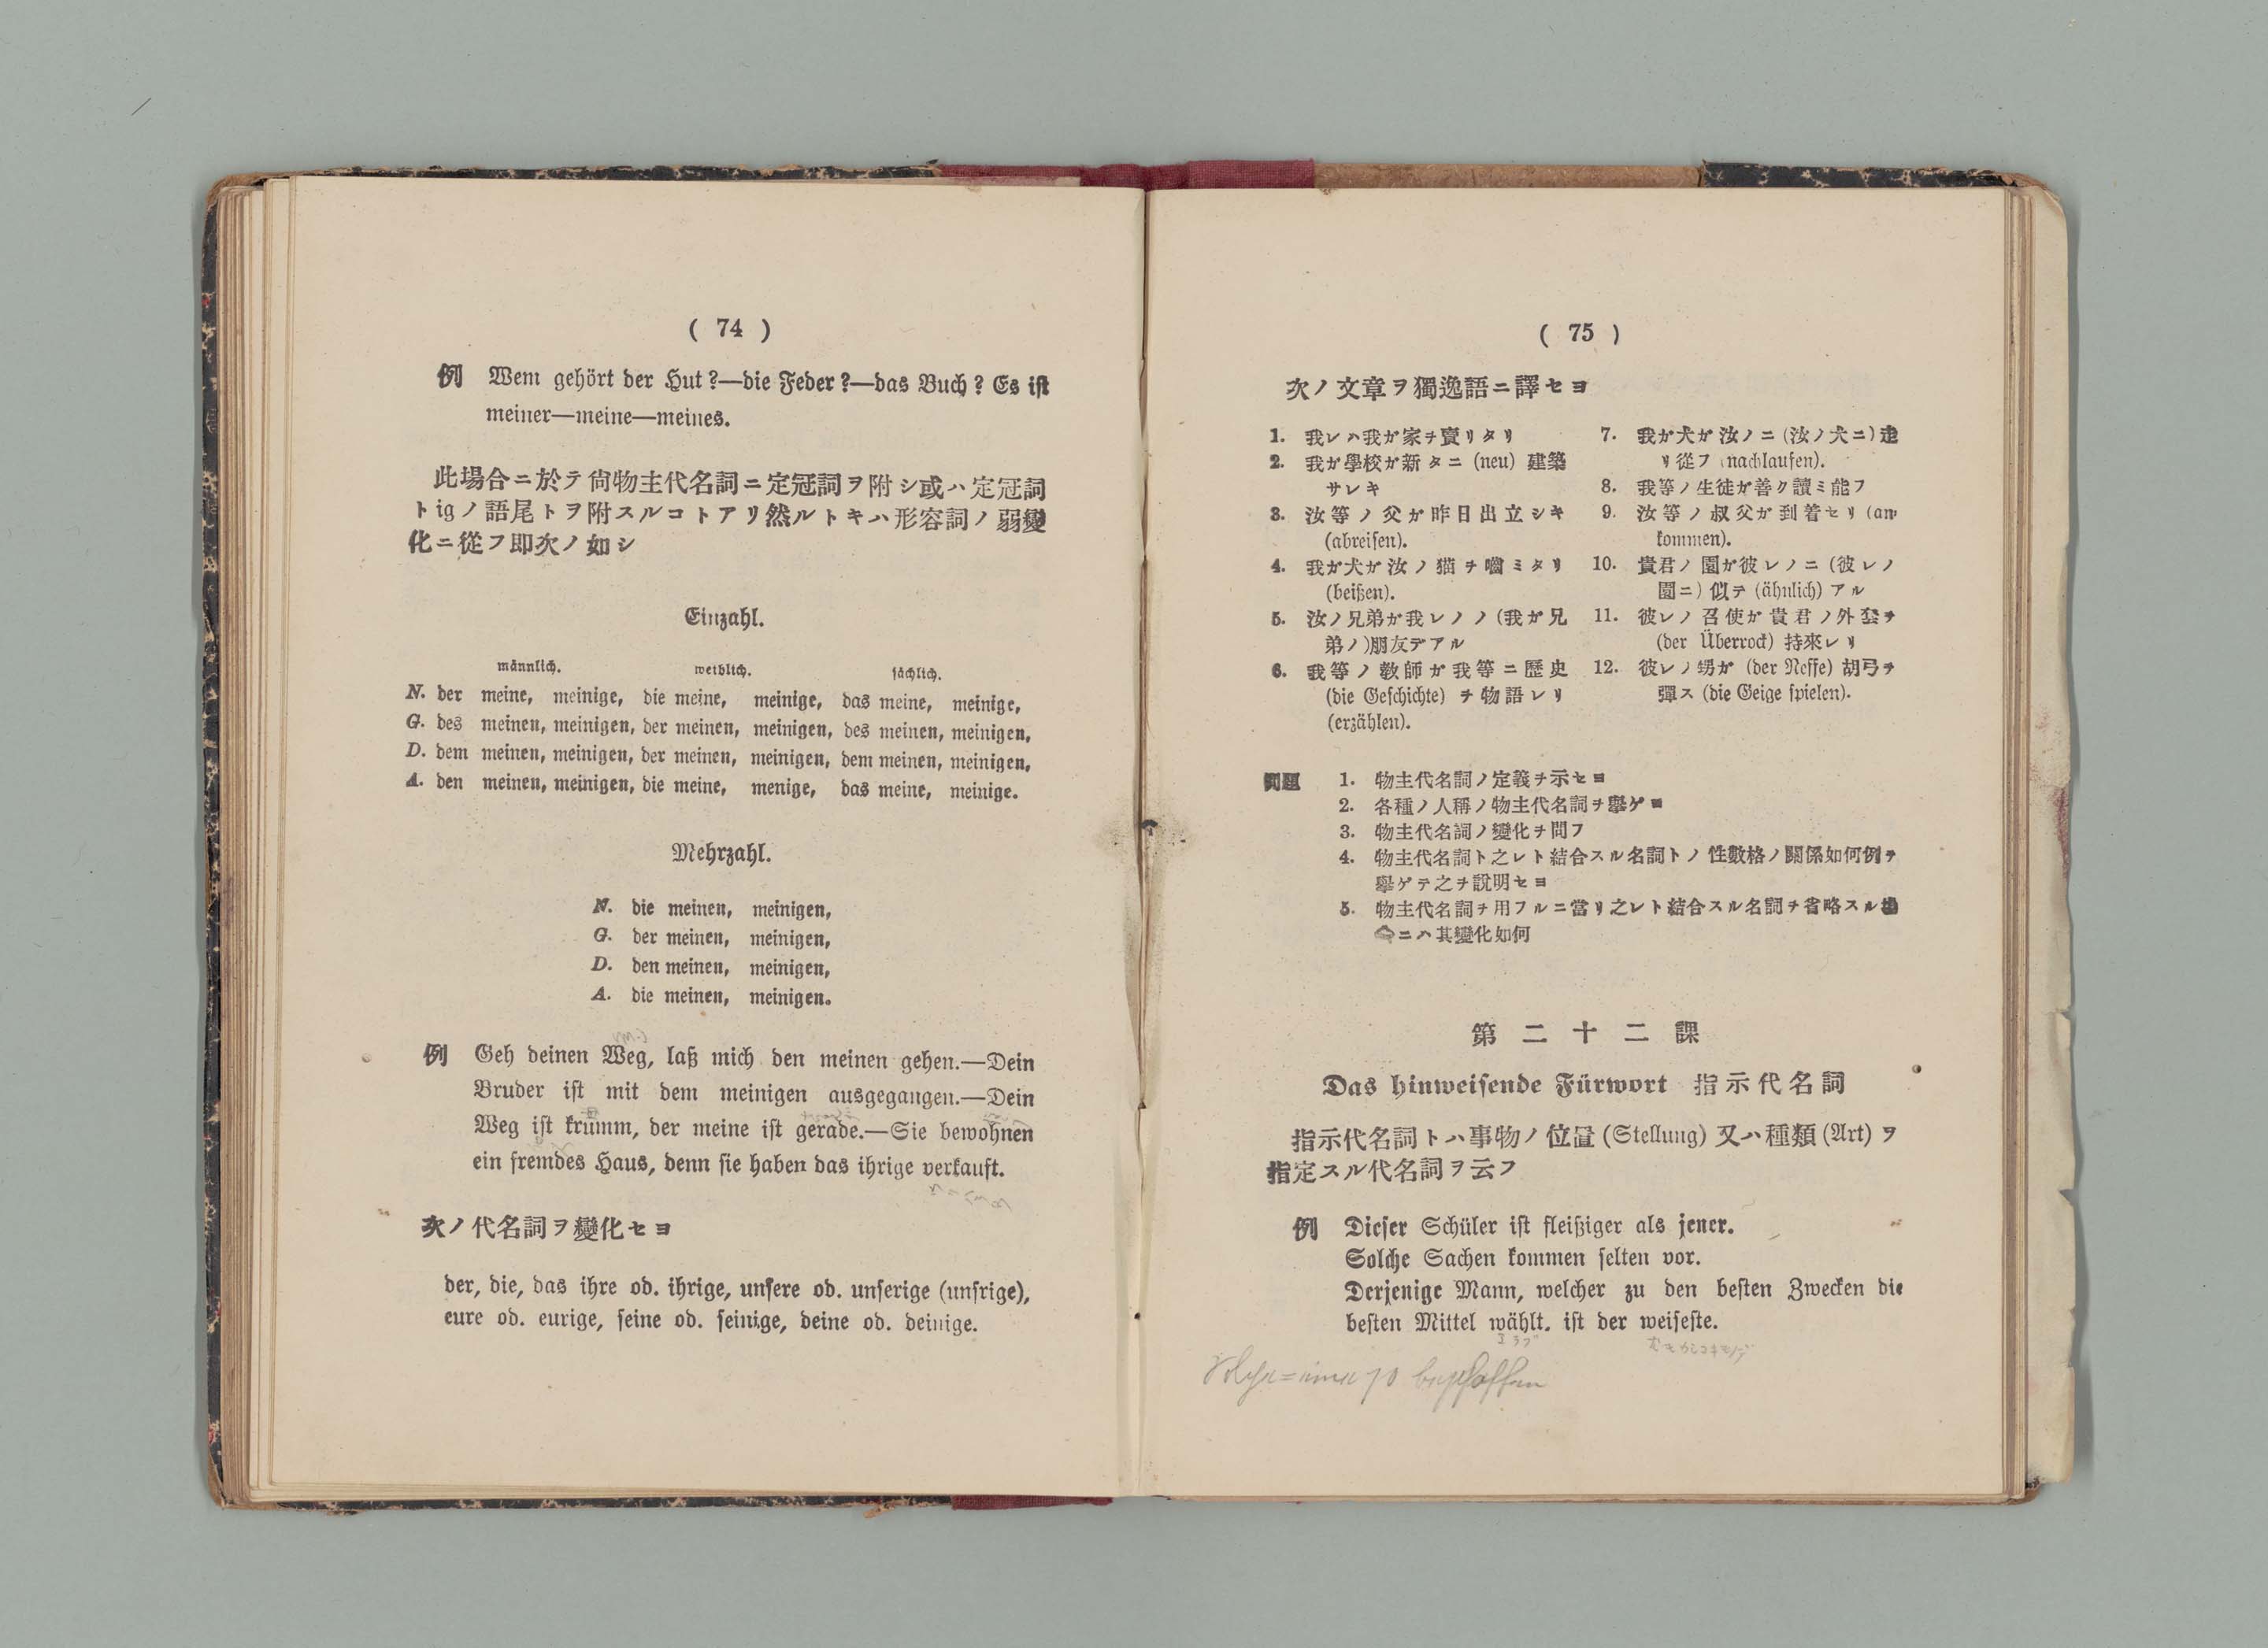 ( 74 )
例 Wem gehört der Hut?—die Feder?—das Buch? Es ist
meiner—meine—meines.
此場合ニ於テ尙物主代名詞ニ定冠詞ヲ附シ或ハ定冠詞
ト ig ノ語尾トヲ附スルコトアリ然ルトキハ形容詞ノ弱變
化ニ從フ即次ノ如シ
Einzahl.
männlich. weiblich. sächlich.
N. der meine, meinige, die meine, meinige, das meine, meinige,
G. des meinen, meinigen, der meinen, meinigen, des meinen, meinigen,
D. dem meinen, meinigen, der meinen, meinigen, dem meinen, meinigen,
A. den meinen, meinigen, die meine, menige, das meine, meinige.
Mehrzahl.
N. die meinen, meinigen,
G. der meinen, meinigen,
D. den meinen, meinigen,
A. die meinen, meinigen.
例 Geh deinen Weg, laß mich den meinen gehen.—Dein
Bruder ist mit dem meinigen ausgegangen.—Dein
Weg ist krumm, der meine ist gerade.—Sie bewohnen
ein fremdes Haus, denn sie haben das ihrige verkauft.
次ノ代名詞ヲ變化セヨ
der, die, das ihre od. ihrige, unsere od. unserige (unsrige),
eure od. eurige, seine od. seinige, deine od. deinige.
( 75 )
次ノ文章ヲ獨逸語ニ譯セヨ
1. 我レハ我ガ家ヲ賣リタリ
2. 我ガ學校ガ新タニ (neu) 建築
サレキ
3. 汝等ノ父ガ昨日出立シキ
(abreisen).
4. 我ガ犬ガ汝ノ猫ヲ嚙ミタリ
(beißen).
5. 汝ノ兄弟ガ我レノノ (我ガ兄
弟ノ)朋友デアル
6. 我等ノ敎師ガ我等ニ歷史
(die Geschichte) ヲ物語レリ
(erzählen).
7. 我ガ犬ガ汝ノニ (汝ノ犬ニ) 走
リ從フ (nachlaufen).
8. 我等ノ生徒ガ善ク讀ミ能フ
9. 汝等ノ叔父ガ到着セリ (an-
kommen).
10. 貴君ノ園ガ彼レノニ (彼レノ
園ニ) 似テ (ähnlich) アル
11. 彼レノ召使ガ貴君ノ外套ヲ
(der Überrock) 持來レリ
12. 彼レノ甥ガ (der Neffe) 胡弓ヲ
彈ス (die Geige spielen).
問題 1. 物主代名詞ノ定義ヲ示セヨ
2. 各種ノ人稱ノ物主代名詞ヲ擧ゲヨ
3. 物主代名詞ノ變化ヲ問フ
4. 物主代名詞ト之レト結合スル名詞トノ性數格ノ關係如何例ヲ
擧ゲテ之ヲ說明セヨ
5. 物主代名詞ヲ用フルニ當リ之レト結合スル名詞ヲ省略スル場
合ニハ其變化如何
第二十二課
Das hinweisende Fürwort 指示代名詞
指示代名詞トハ事物ノ位置 (Stellung) 又ハ種類 (Art) ヲ
指定スル代名詞ヲ云フ
例 Dieser Schüler ist fleißiger als jener.
Solche Sachen kommen selten vor.
Derjenige Mann, welcher zu den besten Zwecken die
besten Mittel wählt, ist der weiseste.
エラブ